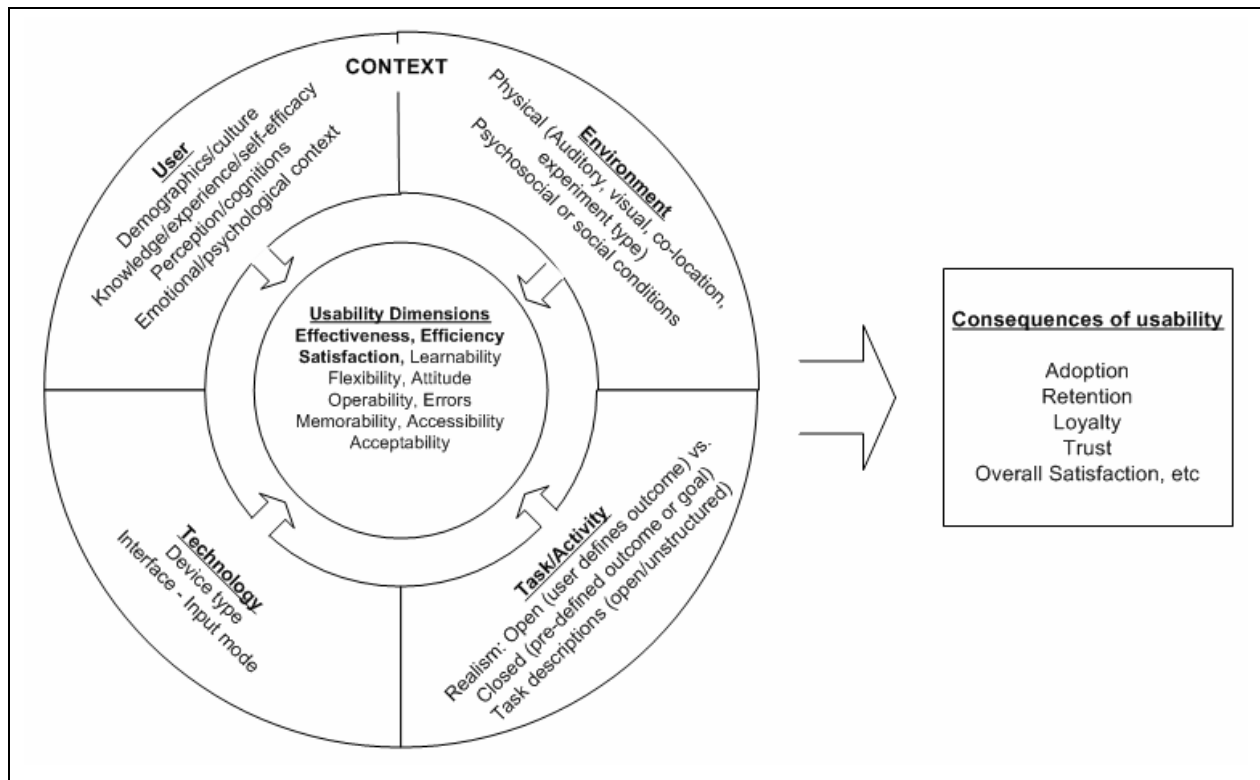 CONTEXT
User
Demographics/culture
Knowledge/experience/self-efficacy
Perception/cognitions
Emotional/psychological context
Environment
Physical (Auditory, visual, co-location,
experiment type)
Psychosocial or social conditions
Usability Dimensions
Effectiveness, Efficiency
Satisfaction, Learnability
Flexibility, Attitude
Operability, Errors
Memorability, Accessibility
Acceptability
Technology
Device type
Interface - Input mode
Task/Activity
Realism: Open (user defines outcome) vs.
Closed (pre-defined outcome or goal)
Task descriptions (open/unstructured)
Consequences of usability
Adoption
Retention
Loyalty
Trust
Overall Satisfaction, etc